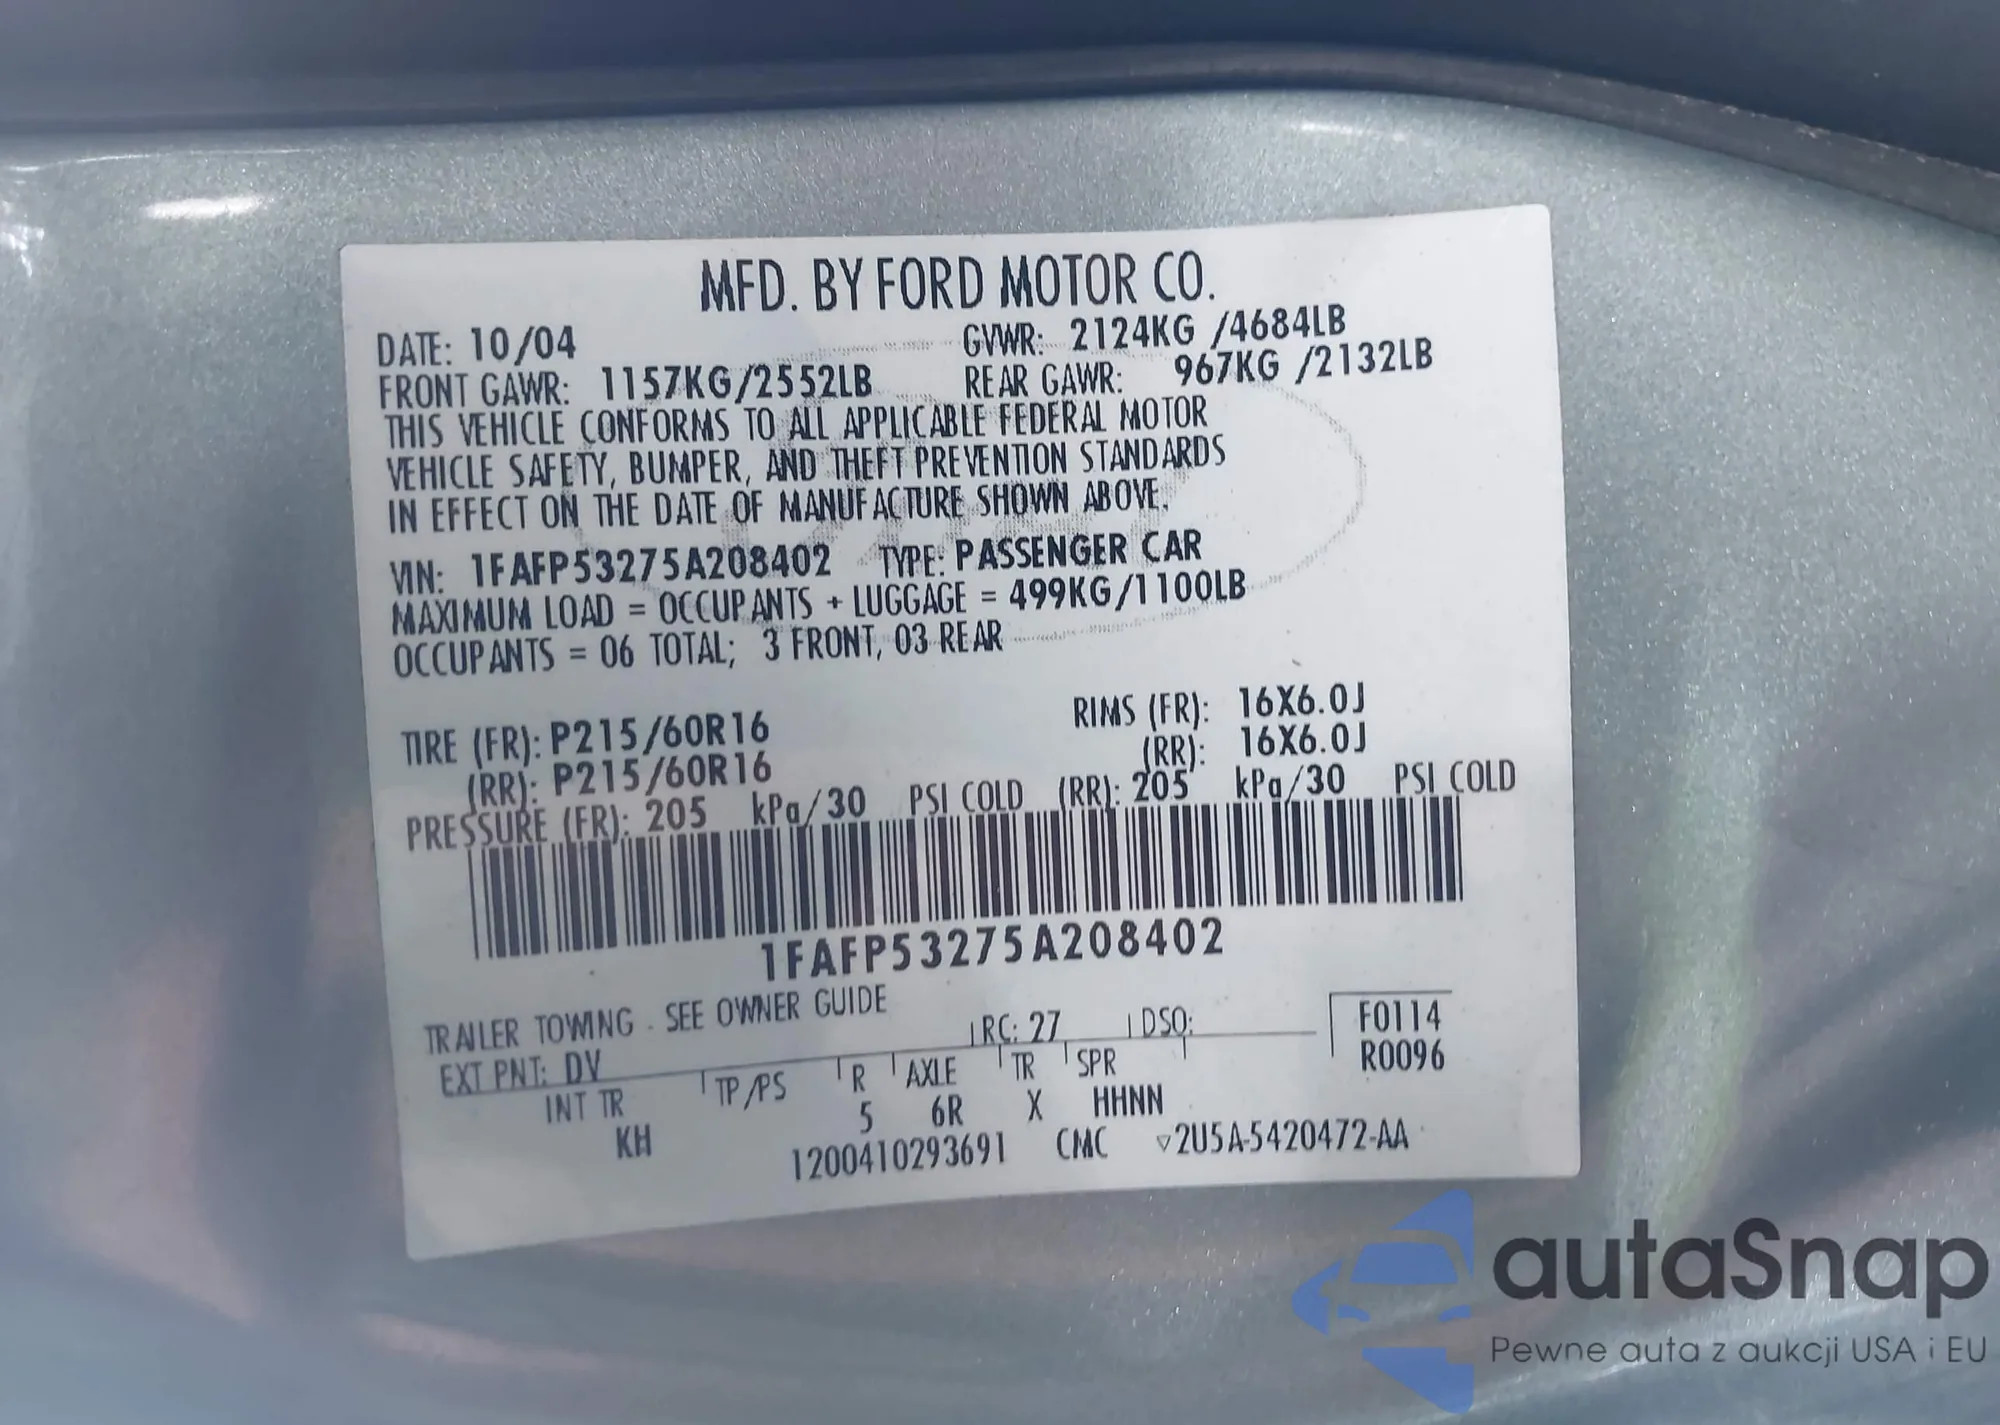 MFD. BY FORD MOTOR CO.
DATE: 10/04 GVWR: 2124KG /4684LB
FRONT GAWR: 1157KG/2552LB REAR GAWR: 967KG /2132LB
THIS VEHICLE CONFORMS TO ALL APPLICABLE FEDERAL MOTOR
VEHICLE SAFETY, BUMPER, AND THEFT PREVENTION STANDARDS
IN EFFECT ON THE DATE OF MANUFACTURE SHOWN ABOVE.
VIN: 1FAFP53275A208402 TYPE: PASSENGER CAR
MAXIMUM LOAD = OCCUPANTS + LUGGAGE = 499KG/1100LB
OCCUPANTS = 06 TOTAL; 3 FRONT, 03 REAR
TIRE (FR): P215/60R16 RIMS (FR): 16X6.0J
(RR): P215/60R16 (RR): 16X6.0J
PRESSURE (FR): 205 kPa/30 PSI COLD (RR): 205 kPa/30 PSI COLD
1FAFP53275A208402
TRAILER TOWING - SEE OWNER GUIDE
EXT PNT: DV RC: 27 DSO: F0114
INT TR TP/PS R AXLE TR SPR R0096
KH 5 6R X HHNN
1200410293691 CMC ▽2U5A-5420472-AA
autaSnap
Pewne auta z aukcji USA i EU